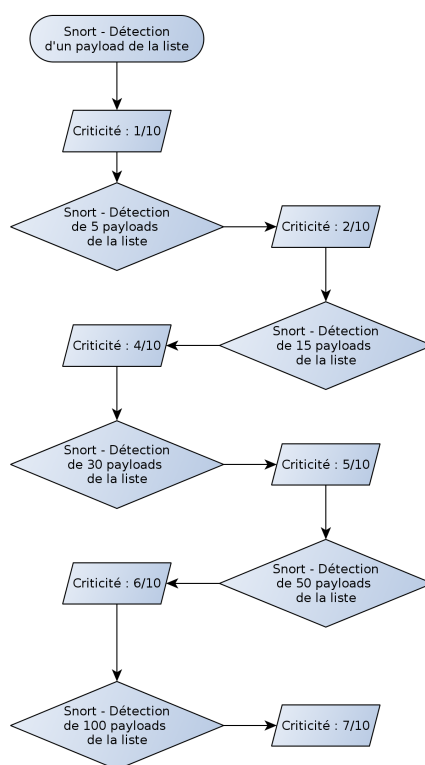 Snort - Détection
d'un payload de la liste
Criticité : 1/10
Snort - Détection
de 5 payloads
de la liste
Criticité : 2/10
Snort - Détection
de 15 payloads
de la liste
Criticité : 4/10
Snort - Détection
de 30 payloads
de la liste
Criticité : 5/10
Snort - Détection
de 50 payloads
de la liste
Criticité : 6/10
Snort - Détection
de 100 payloads
de la liste
Criticité : 7/10